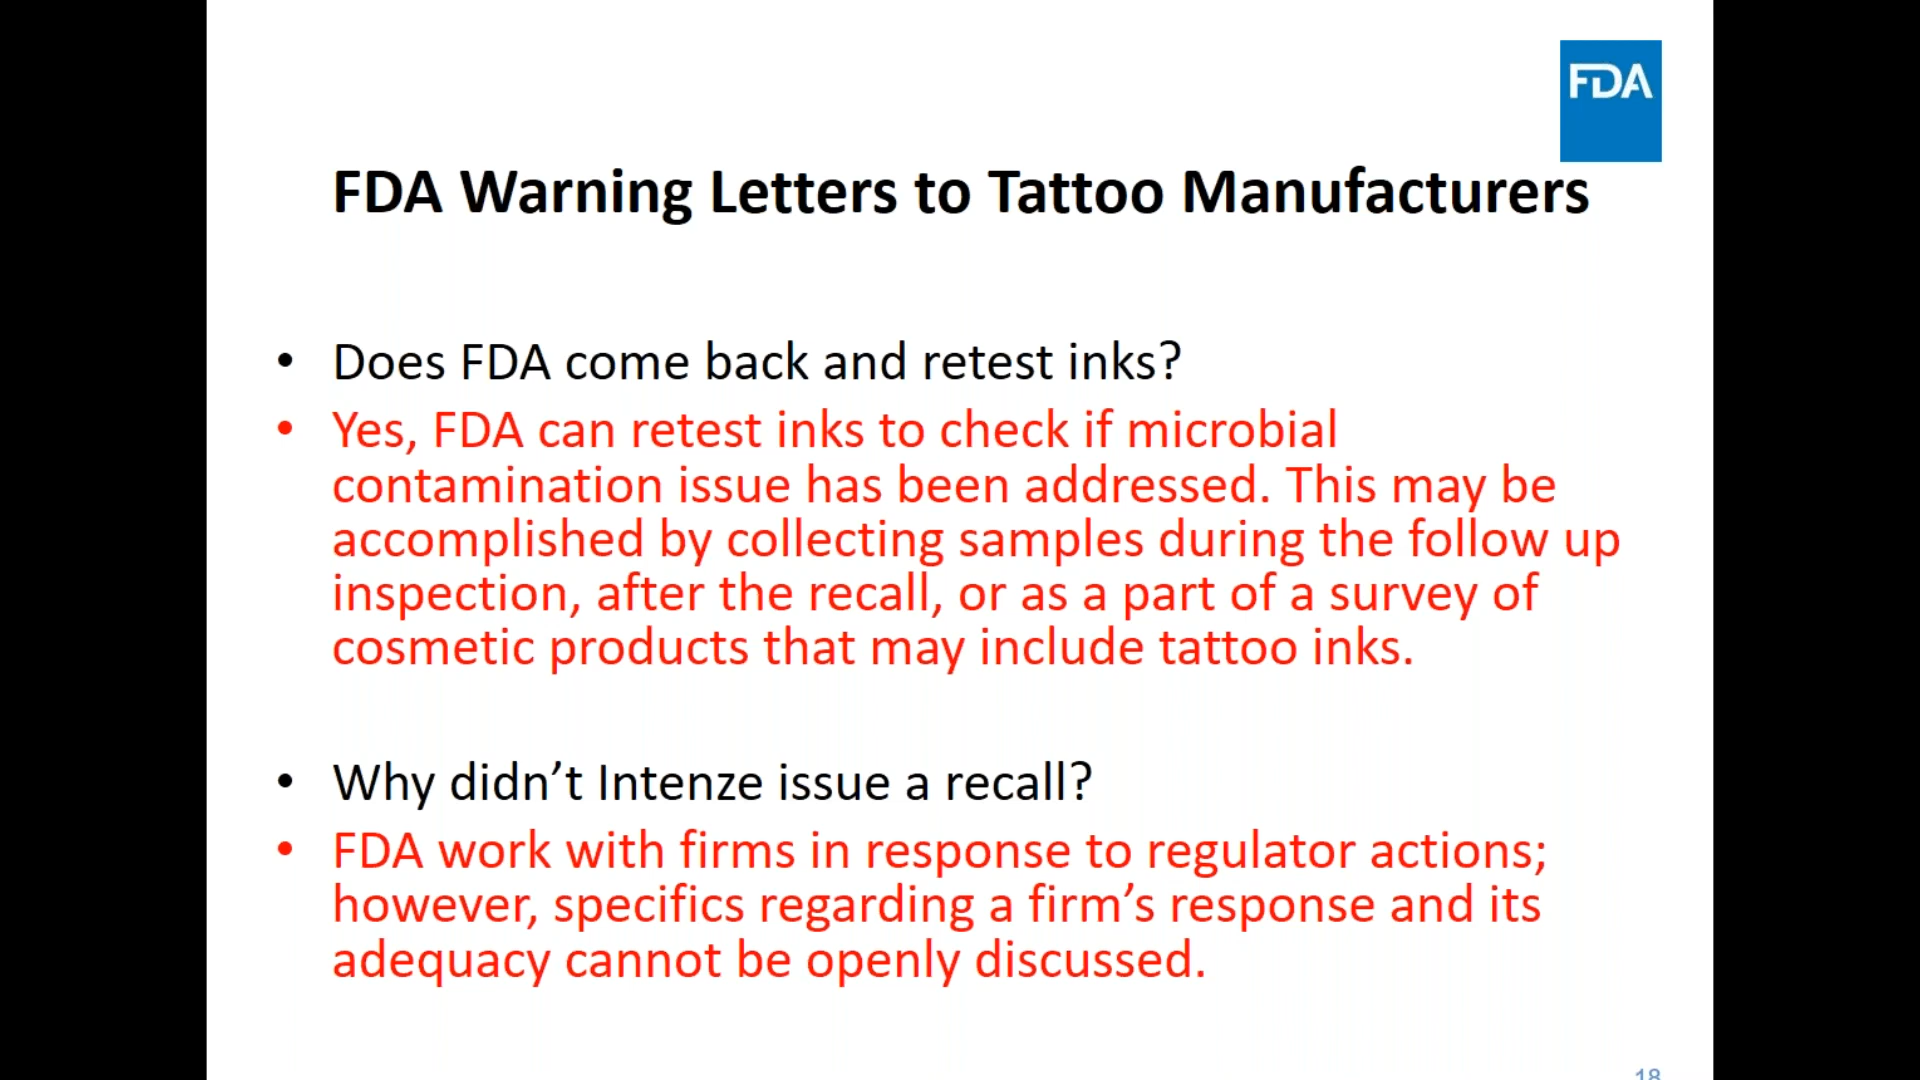 FDA
FDA Warning Letters to Tattoo Manufacturers
• Does FDA come back and retest inks?
• Yes, FDA can retest inks to check if microbial
contamination issue has been addressed. This may be
accomplished by collecting samples during the follow up
inspection, after the recall, or as a part of a survey of
cosmetic products that may include tattoo inks.
• Why didn’t Intenze issue a recall?
• FDA work with firms in response to regulator actions;
however, specifics regarding a firm’s response and its
adequacy cannot be openly discussed.
18